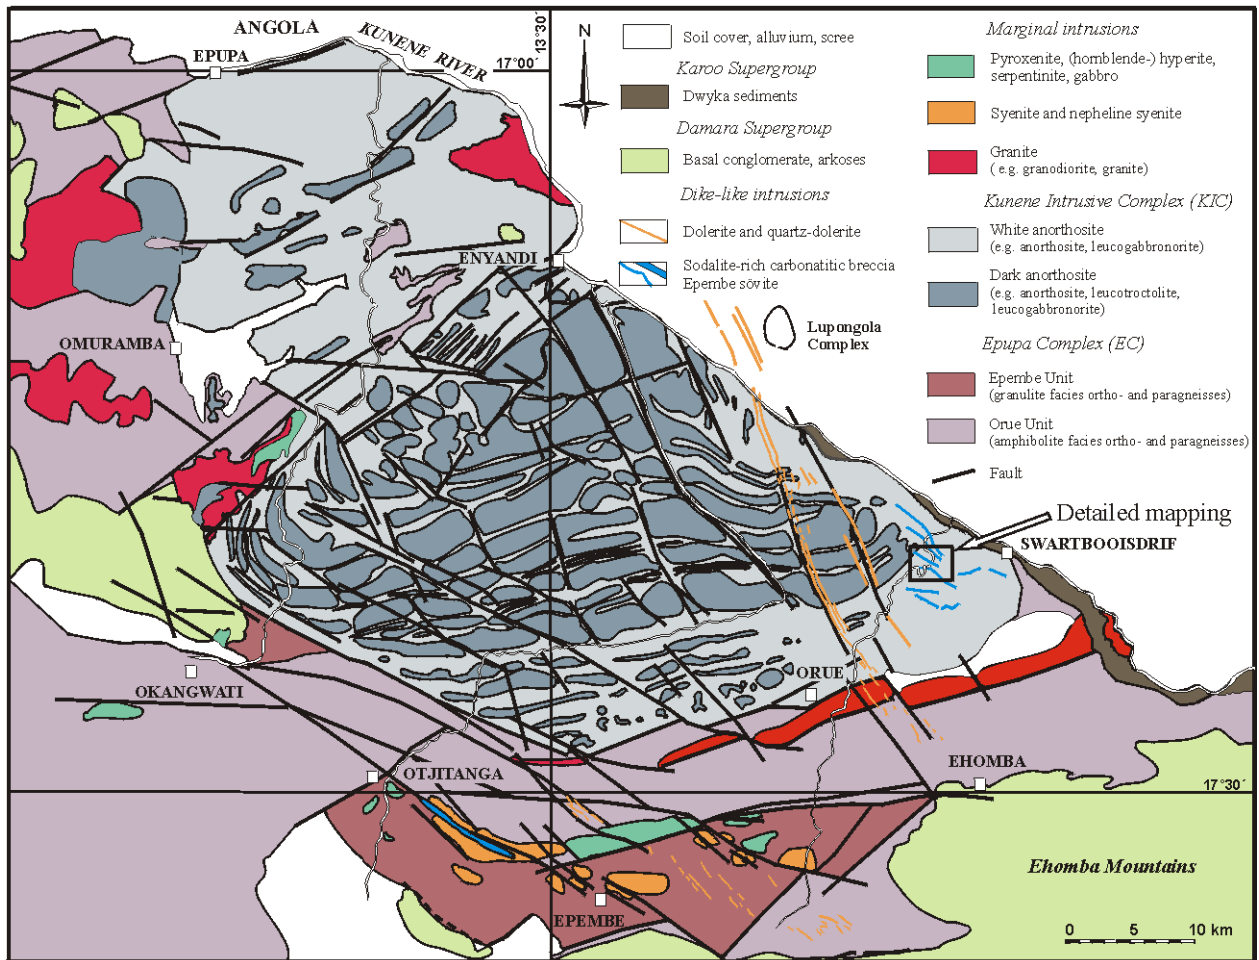 ANGOLA
KUNENE RIVER
EPUPA
17°00´
13°30´
N
ENYANDI
OMURAMBA
Lupongola
Complex
Detailed mapping
SWARTBOOISDRIF
OKANGWATI
ORUE
OTJITANGA
EHOMBA
17°30´
EPEMBE
Ehomba Mountains
0 5 10 km
Soil cover, alluvium, scree
Karoo Supergroup
Dwyka sediments
Damara Supergroup
Basal conglomerate, arkoses
Dike-like intrusions
Dolerite and quartz-dolerite
Sodalite-rich carbonatitic breccia
Epembe sövite
Marginal intrusions
Pyroxenite, (hornblende-) hyperite,
serpentinite, gabbro
Syenite and nepheline syenite
Granite
( e.g. granodiorite, granite)
Kunene Intrusive Complex (KIC)
White anorthosite
(e.g. anorthosite, leucogabbronorite)
Dark anorthosite
(e.g. anorthosite, leucotroctolite,
leucogabbronorite)
Epupa Complex (EC)
Epembe Unit
(granulite facies ortho- and paragneisses)
Orue Unit
(amphibolite facies ortho- and paragneisses)
Fault